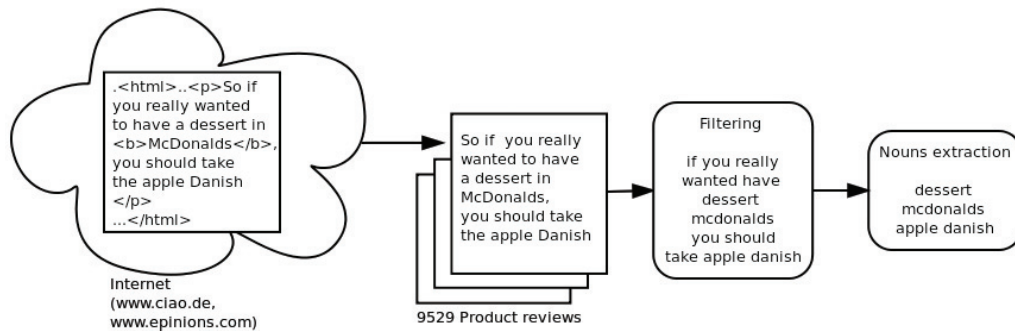 .<html>..<p>So if
you really wanted
to have a dessert in
<b>McDonalds</b>,
you should take
the apple Danish
</p>
...</html>
Internet
(www.ciao.de,
www.epinions.com)
So if  you really
wanted to have
a dessert in
McDonalds,
you should take
the apple Danish
9529 Product reviews
Filtering
if you really
wanted have
dessert
mcdonalds
you should
take apple danish
Nouns extraction
dessert
mcdonalds
apple danish